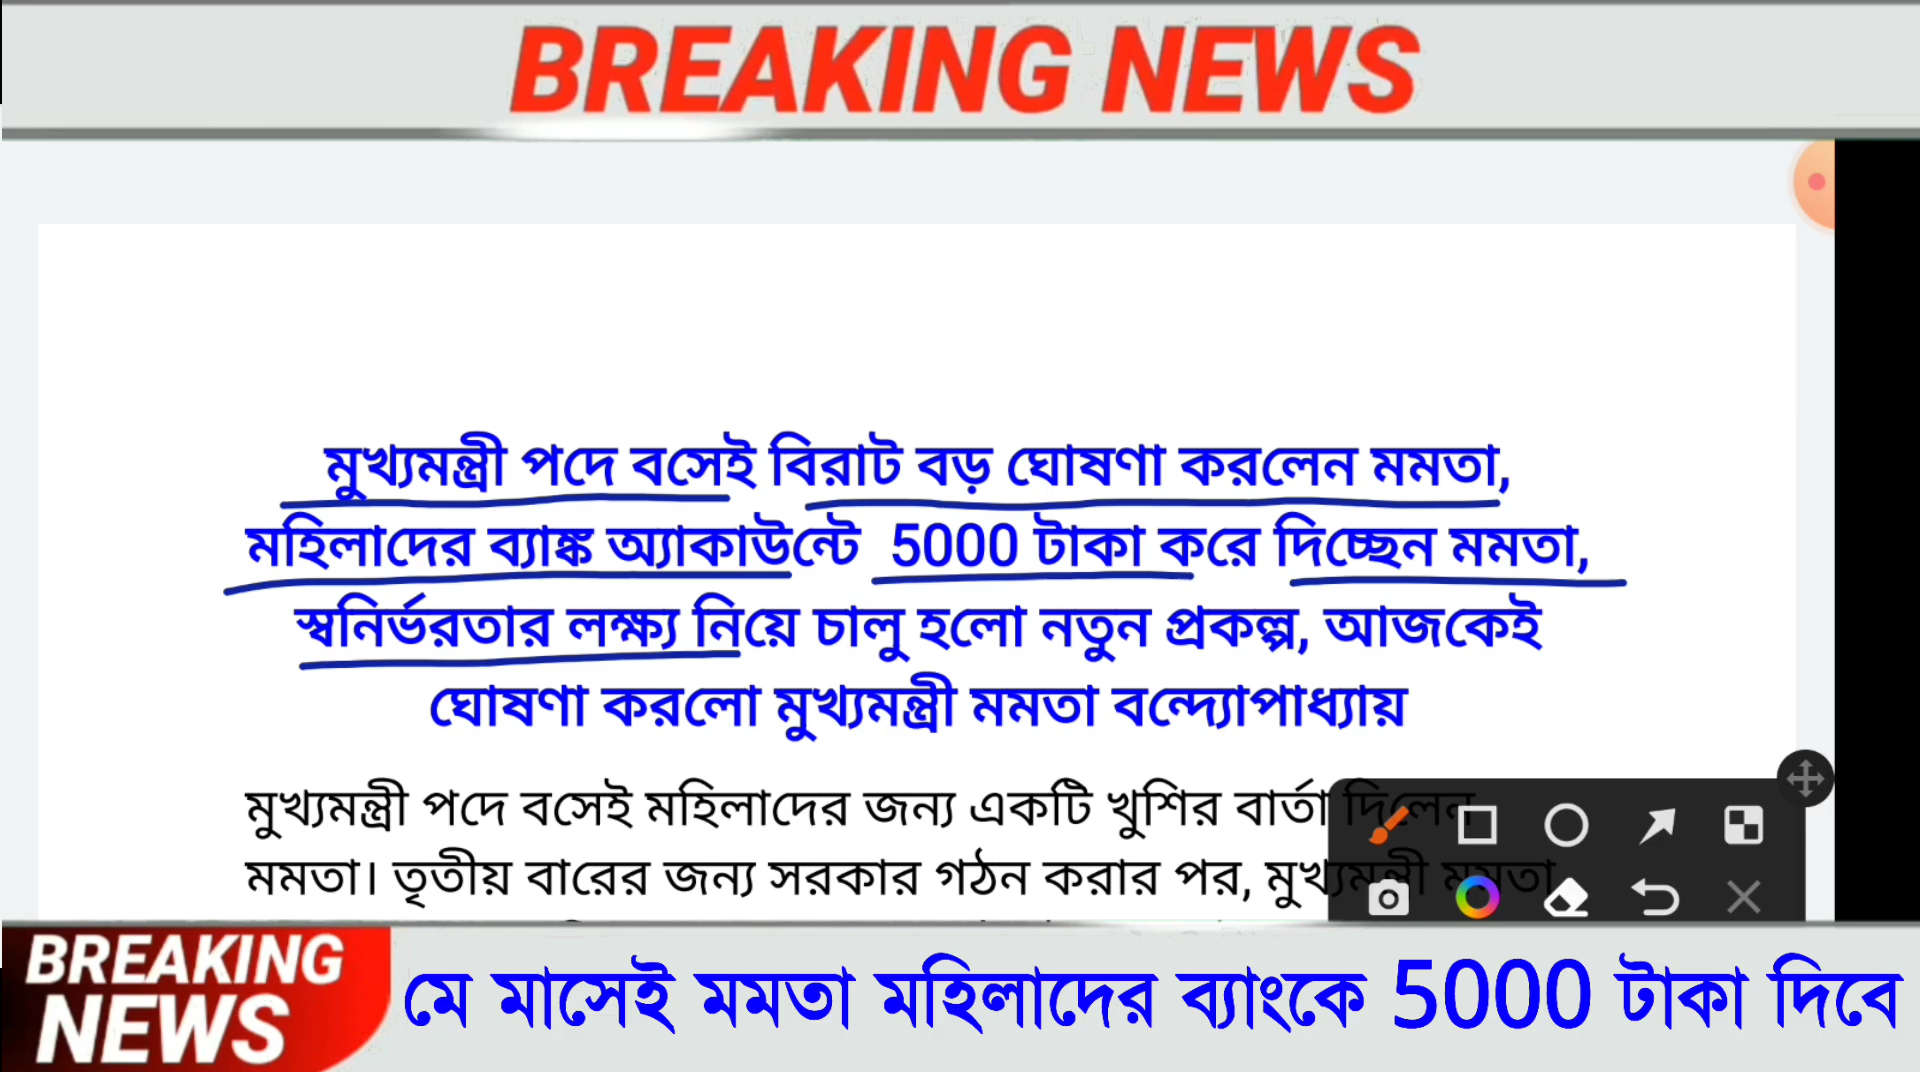 BREAKING NEWS
মুখ্যমন্ত্রী পদে বসেই বিরাট বড় ঘোষণা করলেন মমতা,
মহিলাদের ব্যাঙ্ক অ্যাকাউন্টে 5000 টাকা করে দিচ্ছেন মমতা,
স্বনির্ভরতার লক্ষ্য নিয়ে চালু হলো নতুন প্রকল্প, আজকেই
ঘোষণা করলো মুখ্যমন্ত্রী মমতা বন্দ্যোপাধ্যায়
মুখ্যমন্ত্রী পদে বসেই মহিলাদের জন্য একটি খুশির বার্তা দিলেন
মমতা। তৃতীয় বারের জন্য সরকার গঠন করার পর, মুখ্যমন্ত্রী মমতা
BREAKING
NEWS
মে মাসেই মমতা মহিলাদের ব্যাংকে 5000 টাকা দিবে